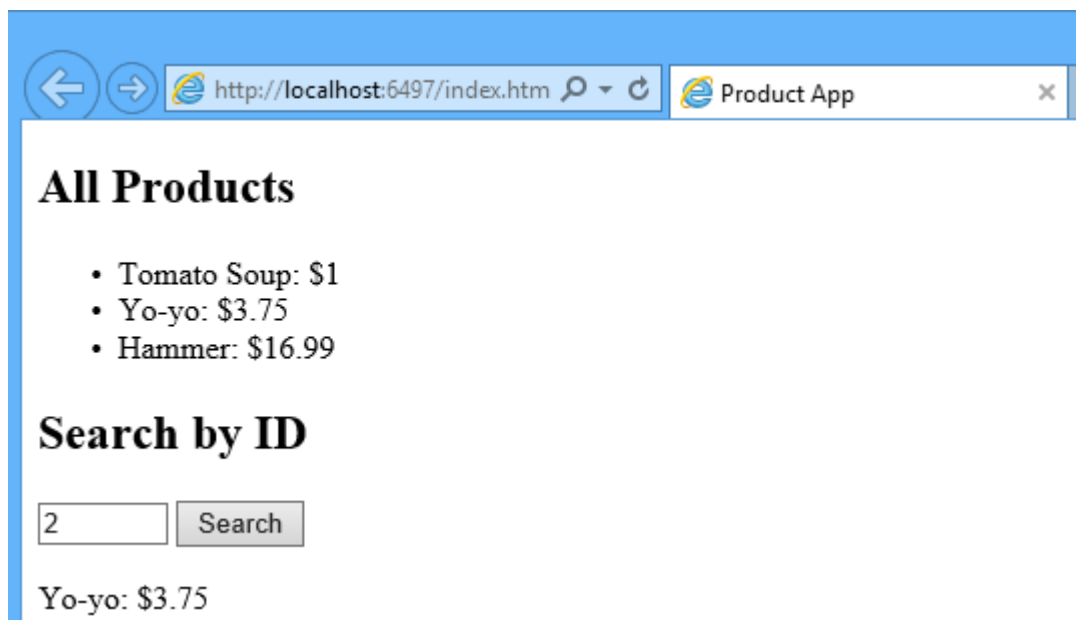 http://localhost:6497/index.htm
Product App
All Products
• Tomato Soup: $1
• Yo-yo: $3.75
• Hammer: $16.99
Search by ID
2 Search
Yo-yo: $3.75